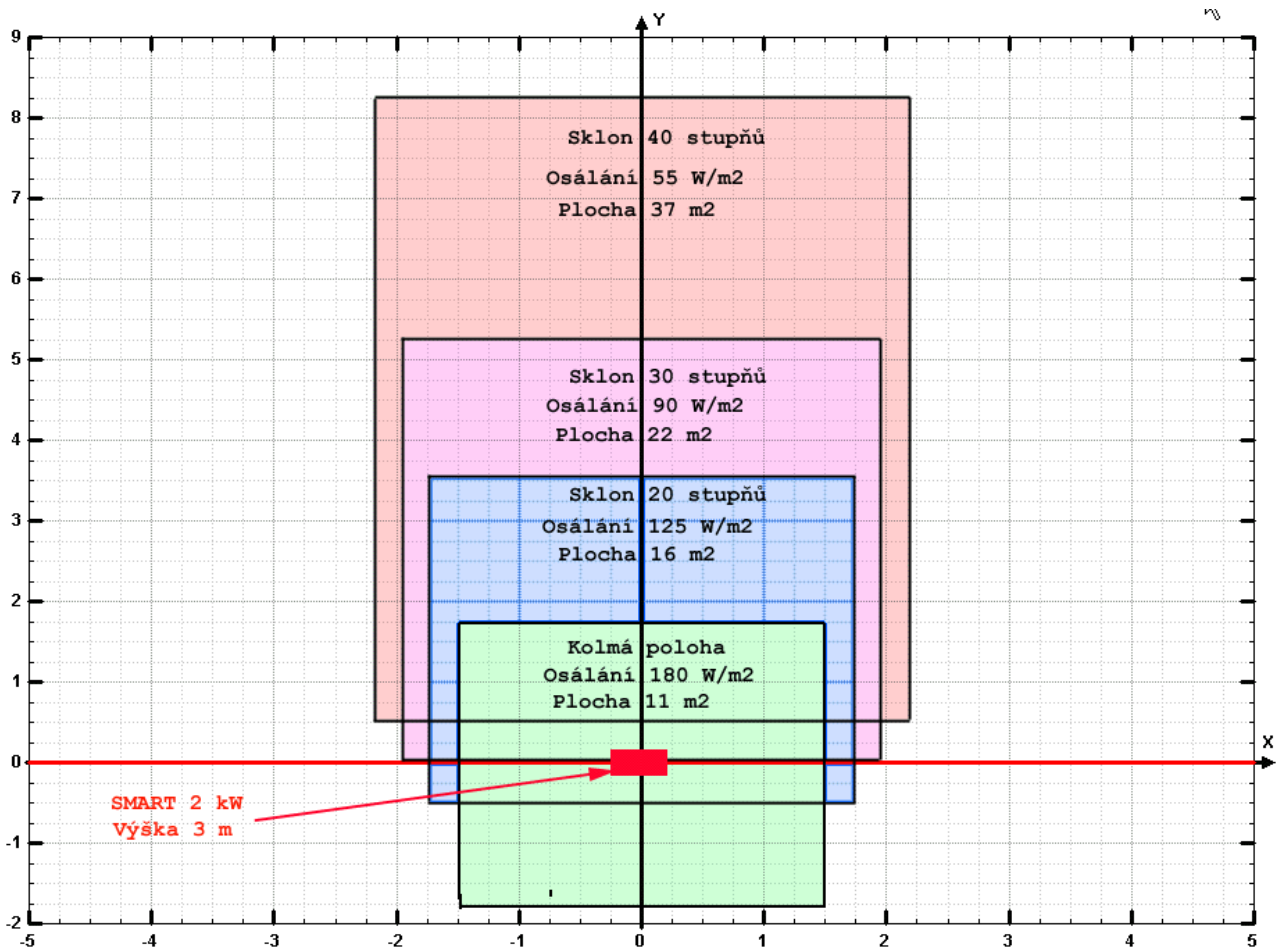 Y
9
8
7
6
5
4
3
2
1
0
-1
-2
Sklon 40 stupňů
Osálání 55 W/m2
Plocha 37 m2
Sklon 30 stupňů
Osálání 90 W/m2
Plocha 22 m2
Sklon 20 stupňů
Osálání 125 W/m2
Plocha 16 m2
Kolmá poloha
Osálání 180 W/m2
Plocha 11 m2
X
SMART 2 kW
Výška 3 m
-5 -4 -3 -2 -1 0 1 2 3 4 5